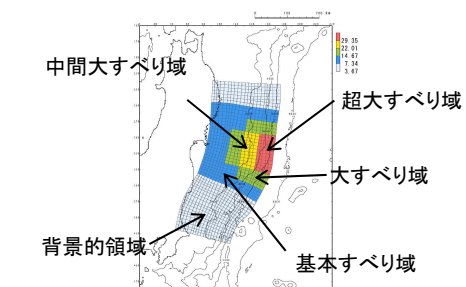 29.35
22.01
14.67
7.34
3.67
中間大すべり域
超大すべり域
大すべり域
背景的領域
基本すべり域